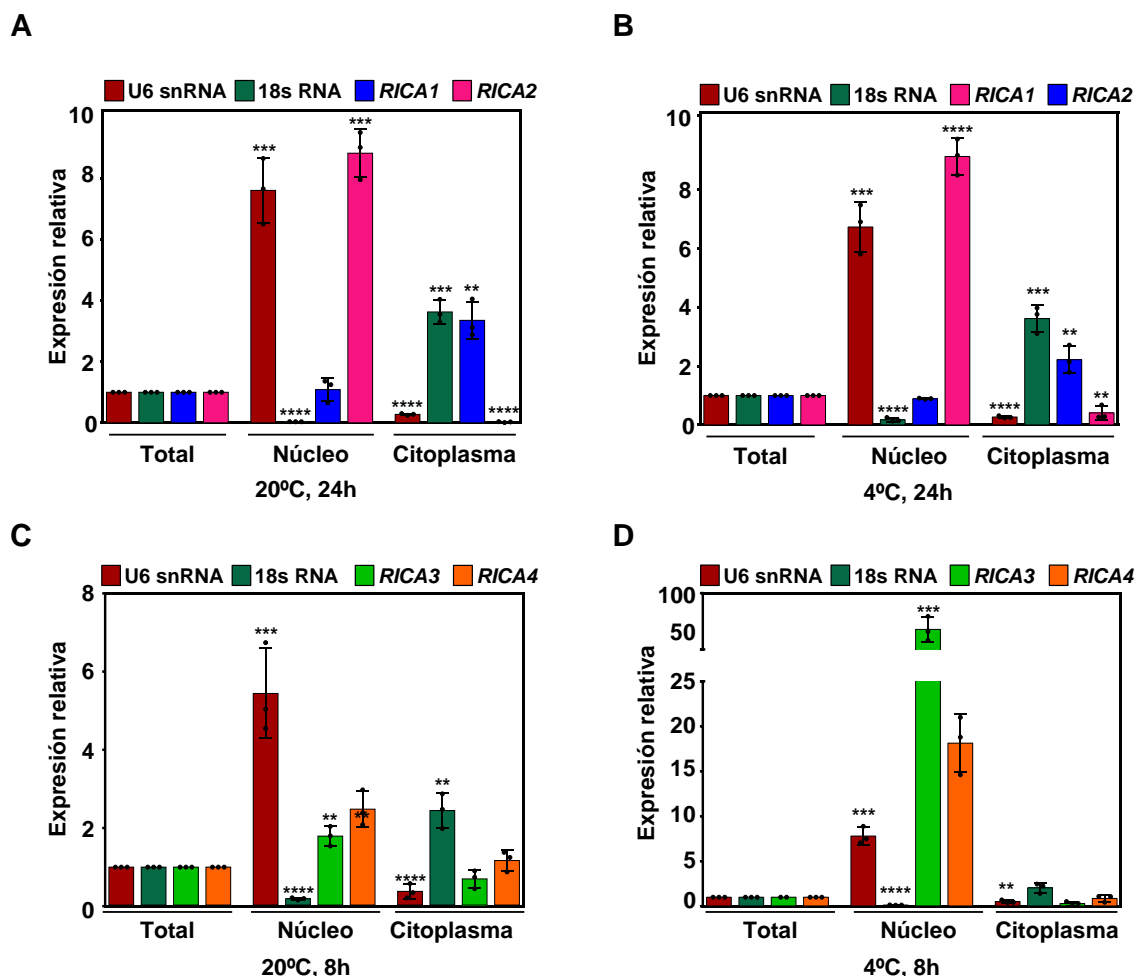 A
U6 snRNA 18s RNA RICA1 RICA2
Expresión relativa
10
8
6
4
2
0
***
****
***
****
***
**
****
Total Núcleo Citoplasma
20ºC, 24h
B
U6 snRNA 18s RNA RICA1 RICA2
Expresión relativa
10
8
6
4
2
0
***
****
****
****
***
**
**
Total Núcleo Citoplasma
4ºC, 24h
C
U6 snRNA 18s RNA RICA3 RICA4
Expresión relativa
8
6
4
2
0
***
****
**
**
****
**
Total Núcleo Citoplasma
20ºC, 8h
D
U6 snRNA 18s RNA RICA3 RICA4
Expresión relativa
100
50
25
20
15
10
5
0
***
****
***
**
Total Núcleo Citoplasma
4ºC, 8h